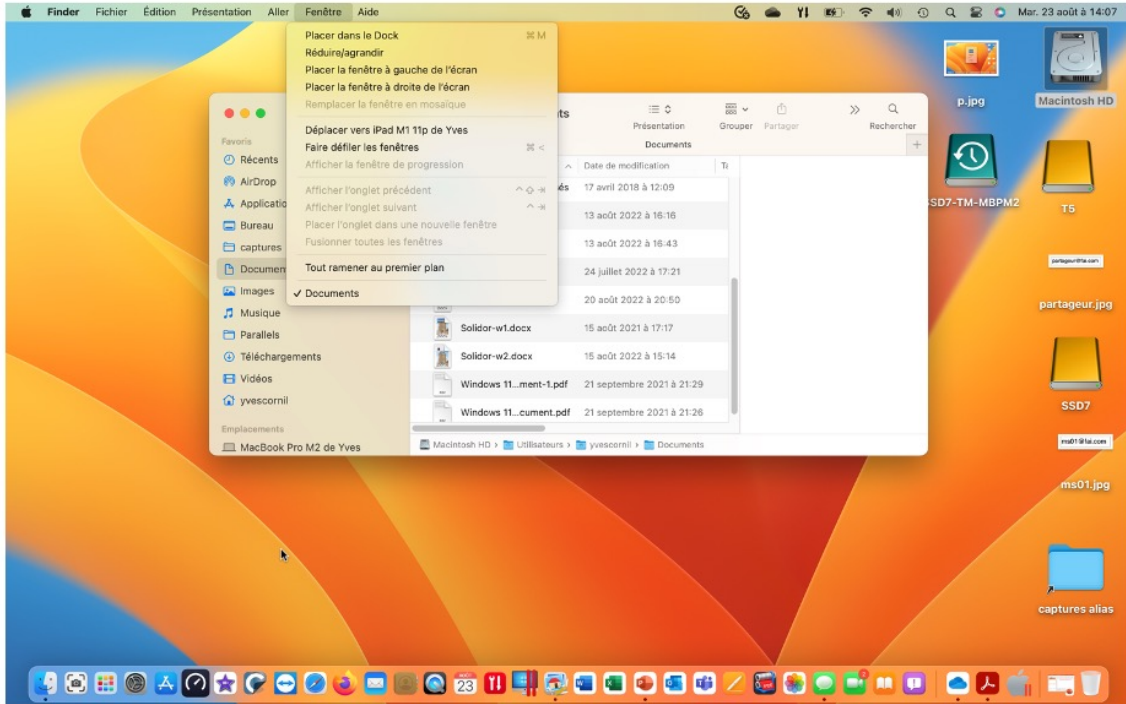 Finder Fichier Édition Présentation Aller Fenêtre Aide Mar. 23 août à 14:07
Placer dans le Dock ⌘ M
Réduire/agrandir
Placer la fenêtre à gauche de l'écran
Placer la fenêtre à droite de l'écran
Remplacer la fenêtre en mosaïque
Déplacer vers iPad M1 11p de Yves
Faire défiler les fenêtres ⌘ <
Afficher la fenêtre de progression
Afficher l'onglet précédent
Afficher l'onglet suivant
Placer l'onglet dans une nouvelle fenêtre
Fusionner toutes les fenêtres
Tout ramener au premier plan
✓ Documents
Présentation
Grouper
Partager
Rechercher
Documents
Favoris
Récents
AirDrop
Applicatio
Bureau
captures
Documen
Images
Musique
Parallels
Téléchargements
Vidéos
yvescornil
Emplacements
MacBook Pro M2 de Yves
Date de modification
17 avril 2018 à 12:09
13 août 2022 à 16:16
13 août 2022 à 16:43
24 juillet 2022 à 17:21
20 août 2022 à 20:50
Solidor-w1.docx 15 août 2021 à 17:17
Solidor-w2.docx 15 août 2022 à 15:14
Windows 11...ment-1.pdf 21 septembre 2021 à 21:29
Windows 11...cument.pdf 21 septembre 2021 à 21:26
Macintosh HD › Utilisateurs › yvescornil › Documents
p.jpg
Macintosh HD
SSD7-TM-MBPM2
T5
partageur.jpg
SSD7
ms01.jpg
captures alias
23